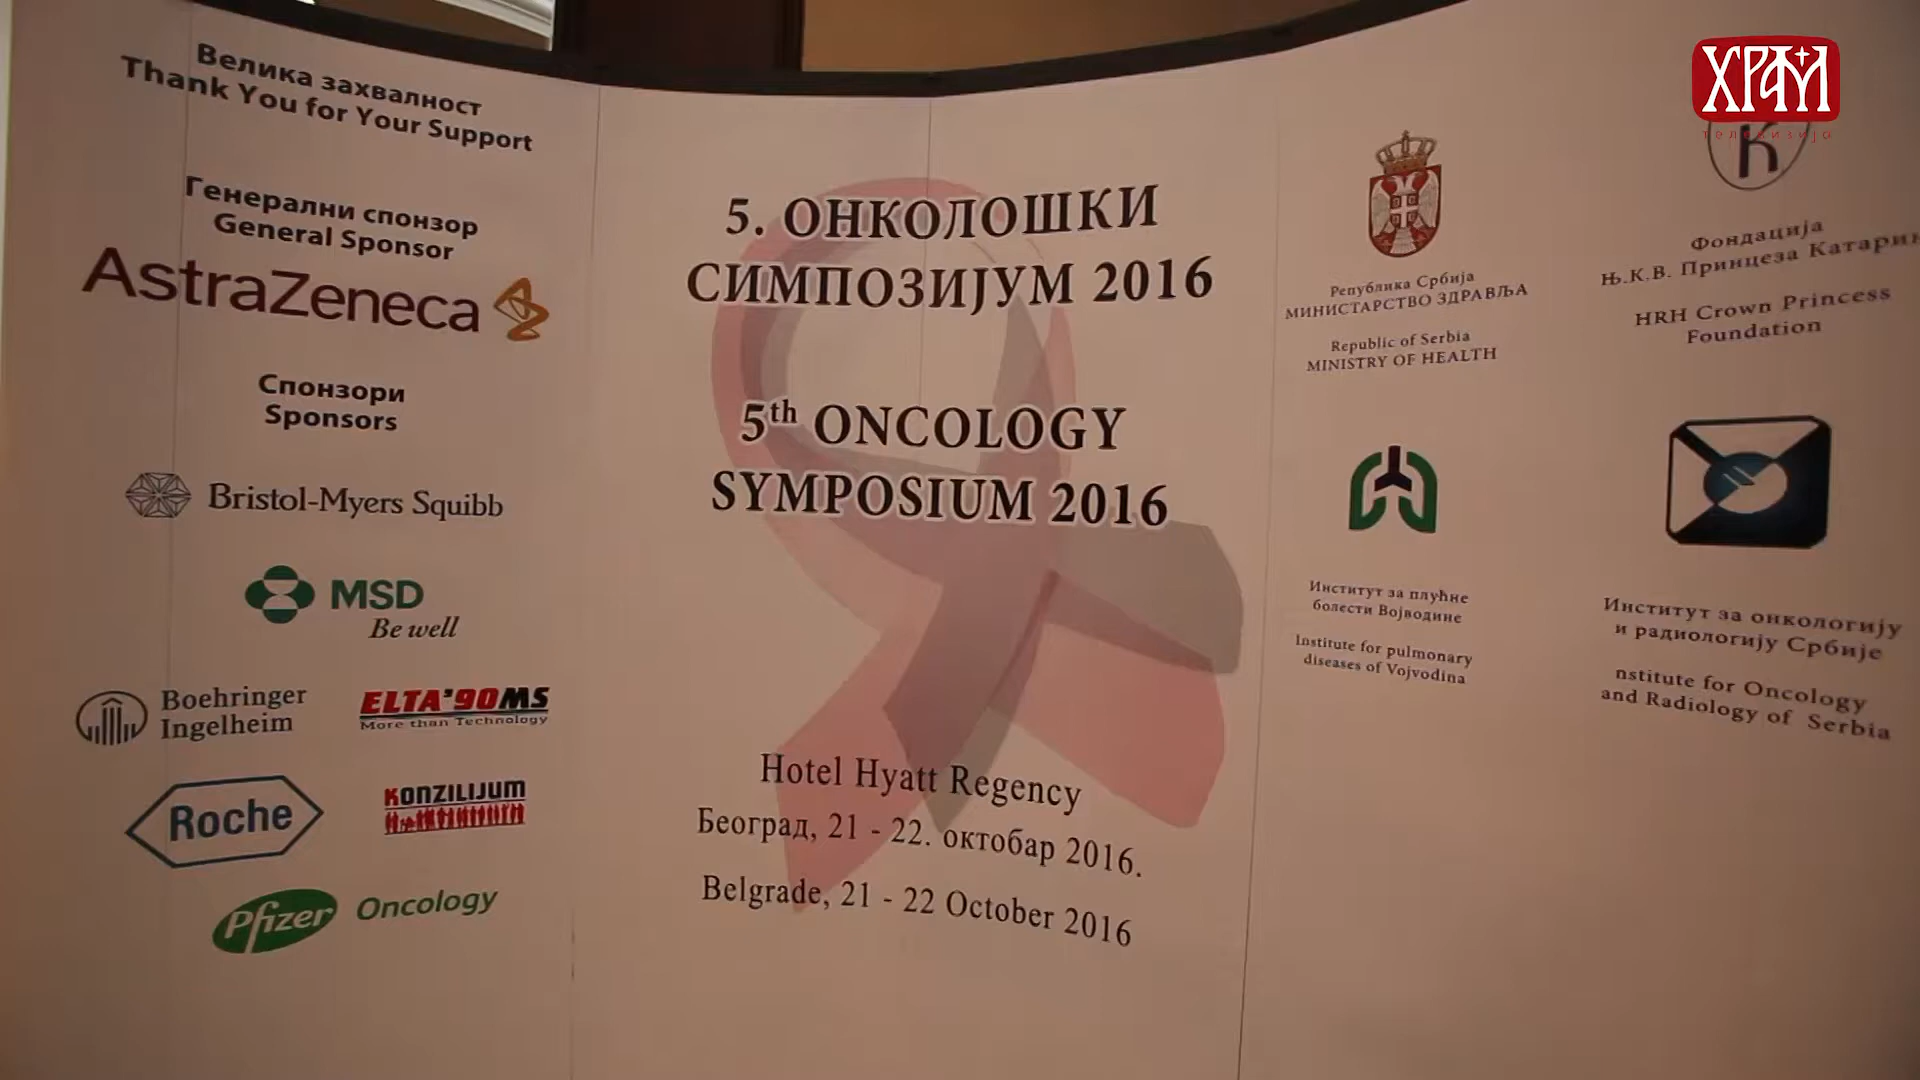 Велика захвалност
Thank You for Your Support
Генерални спонзор
General Sponsor
AstraZeneca
Спонзори
Sponsors
Bristol-Myers Squibb
MSD
Be well
Boehringer
Ingelheim
ELTA'90MS
More than Technology
Roche
KONZILIJUM
Pfizer Oncology
5. ОНКОЛОШКИ
СИМПОЗИЈУМ 2016
5th ONCOLOGY
SYMPOSIUM 2016
Hotel Hyatt Regency
Београд, 21 - 22. октобар 2016.
Belgrade, 21 - 22 October 2016
Република Србија
МИНИСТАРСТВО ЗДРАВЉА
Republic of Serbia
MINISTRY OF HEALTH
Институт за плућне
болести Војводине
Institute for pulmonary
diseases of Vojvodina
ХРАМ
телевизија
K
Фондација
Њ.К.В. Принцеза Катарин
HRH Crown Princess
Foundation
Институт за онкологију
и радиологију Србије
nstitute for Oncology
and Radiology of Serbia